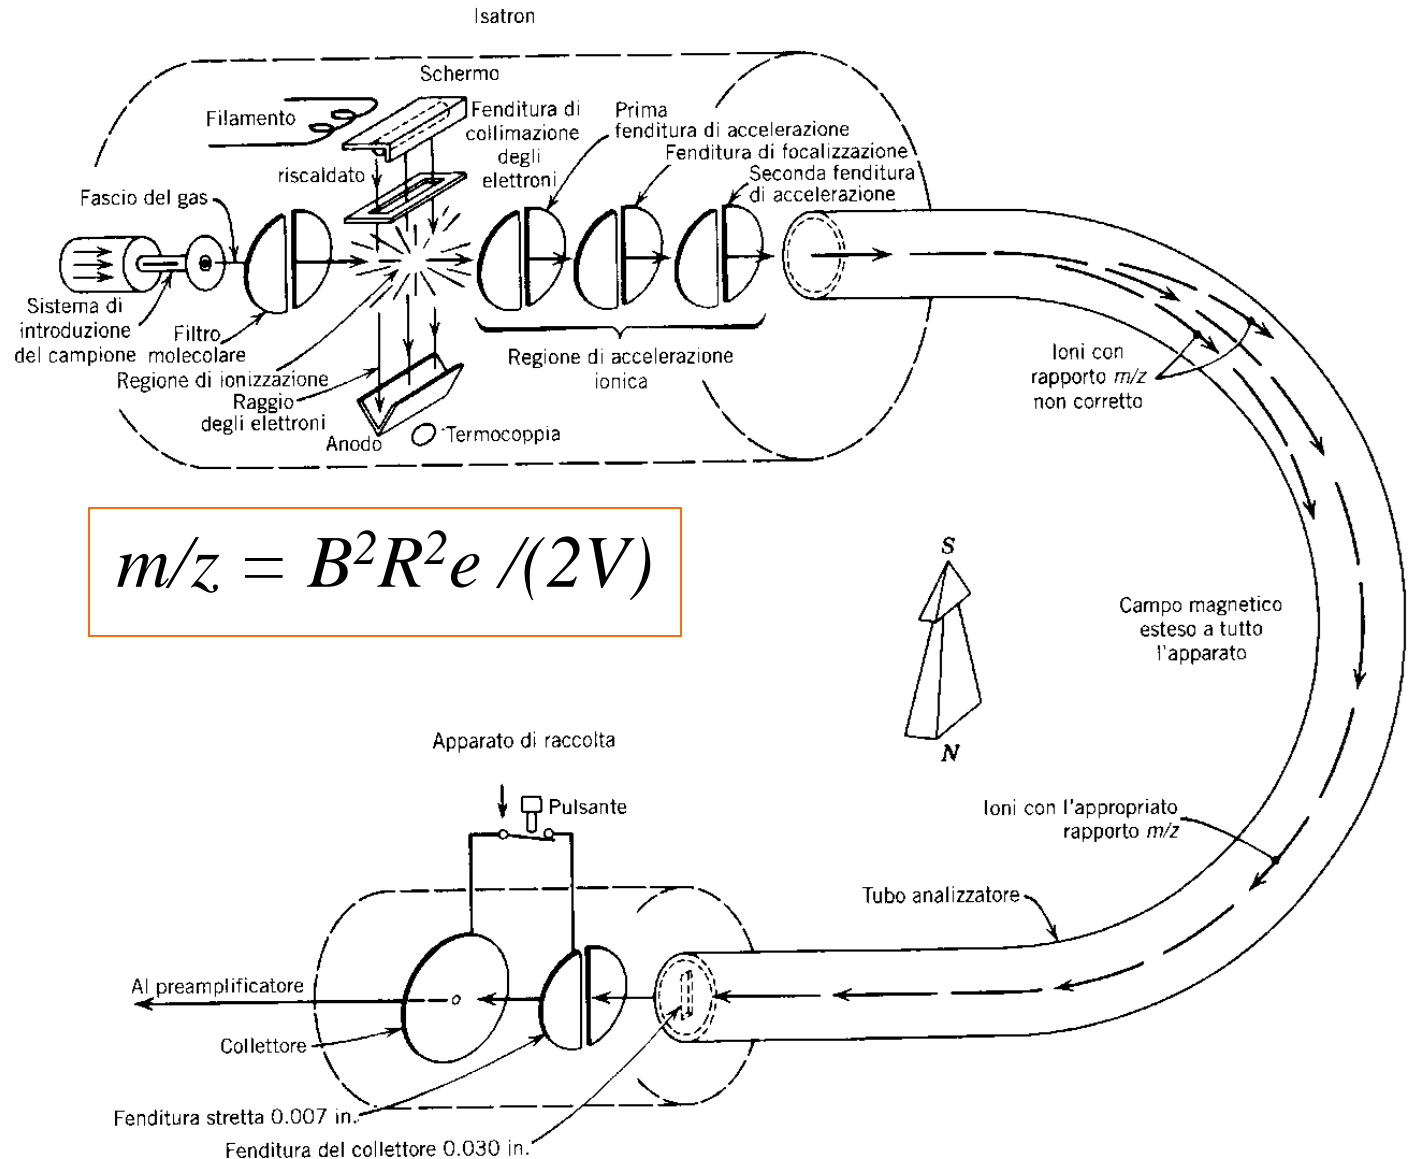 Isatron
Schermo
Filamento
Fenditura di
collimazione
degli
elettroni
Prima
fenditura di accelerazione
Fenditura di focalizzazione
Seconda fenditura
di accelerazione
riscaldato
Fascio del gas
Sistema di
introduzione
del campione
Filtro
molecolare
Regione di ionizzazione
Raggio
degli elettroni
Anodo
Termocoppia
Regione di accelerazione
ionica
Ioni con
rapporto m/z
non corretto
m/z = B²R²e /(2V)
S
N
Campo magnetico
esteso a tutto
l'apparato
Apparato di raccolta
Pulsante
Ioni con l'appropriato
rapporto m/z
Tubo analizzatore
Al preamplificatore
Collettore
Fenditura stretta 0.007 in.
Fenditura del collettore 0.030 in.